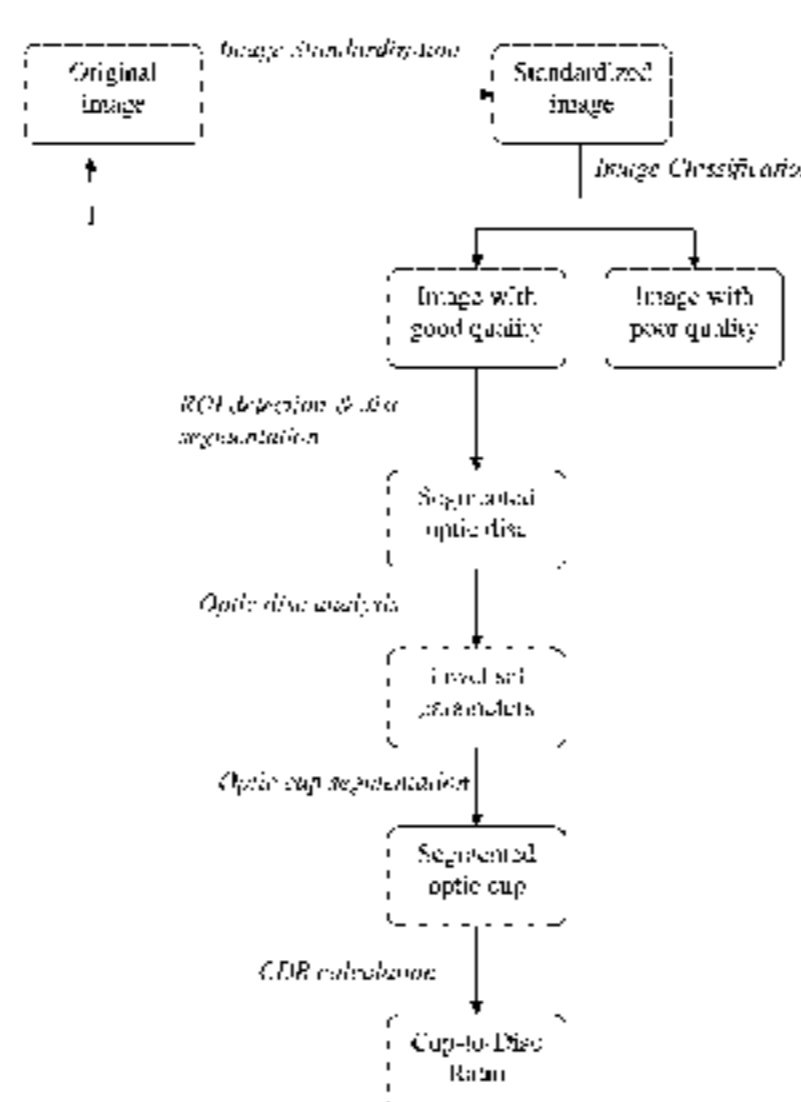 Image Standardization
Original
image
Standardized
image
Image Classification
Image with
good quality
Image with
poor quality
ROI detection & disc
segmentation
Segmented
optic disc
Optic disc analysis
Level set
parameters
Optic cup segmentation
Segmented
optic cup
CDR calculation
Cup-to-Disc
Ratio